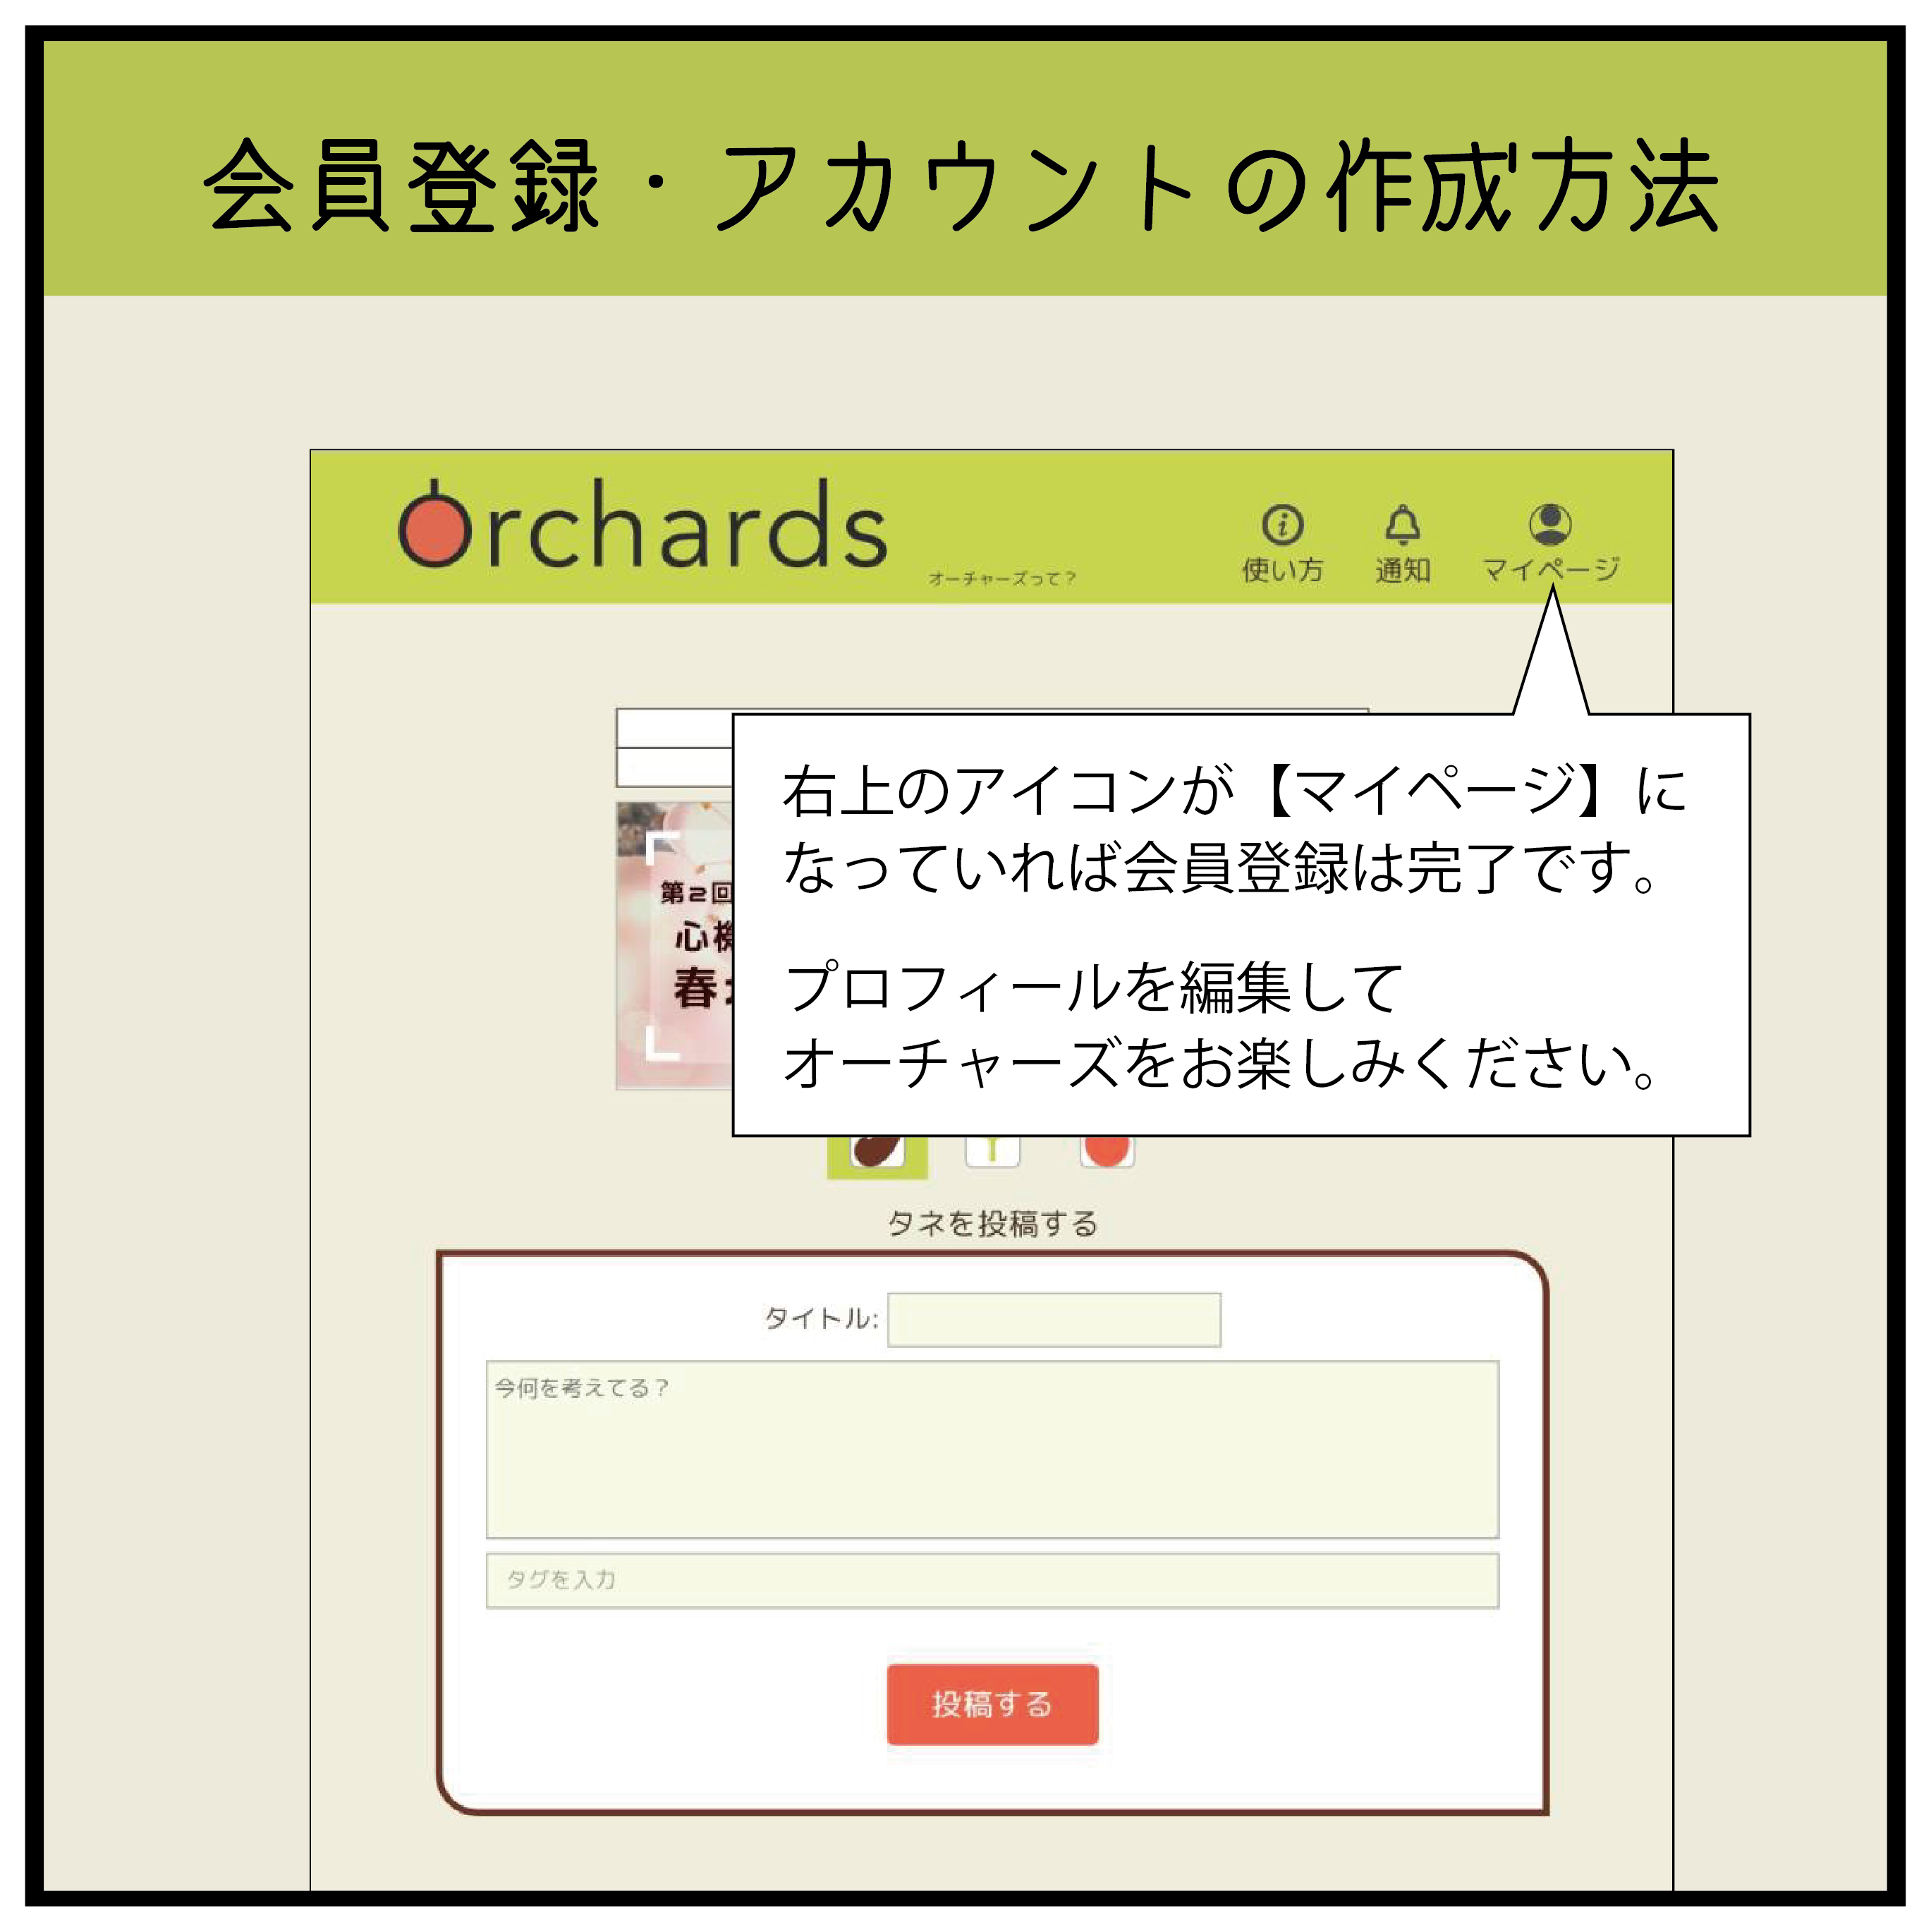 会員登録・アカウントの作成方法
orchards
オーチャーズって？
使い方
通知
マイページ
右上のアイコンが【マイページ】に
なっていれば会員登録は完了です。
プロフィールを編集して
オーチャーズをお楽しみください。
第2回
心機
春
タネを投稿する
タイトル:
今何を考えてる？
タグを入力
投稿する